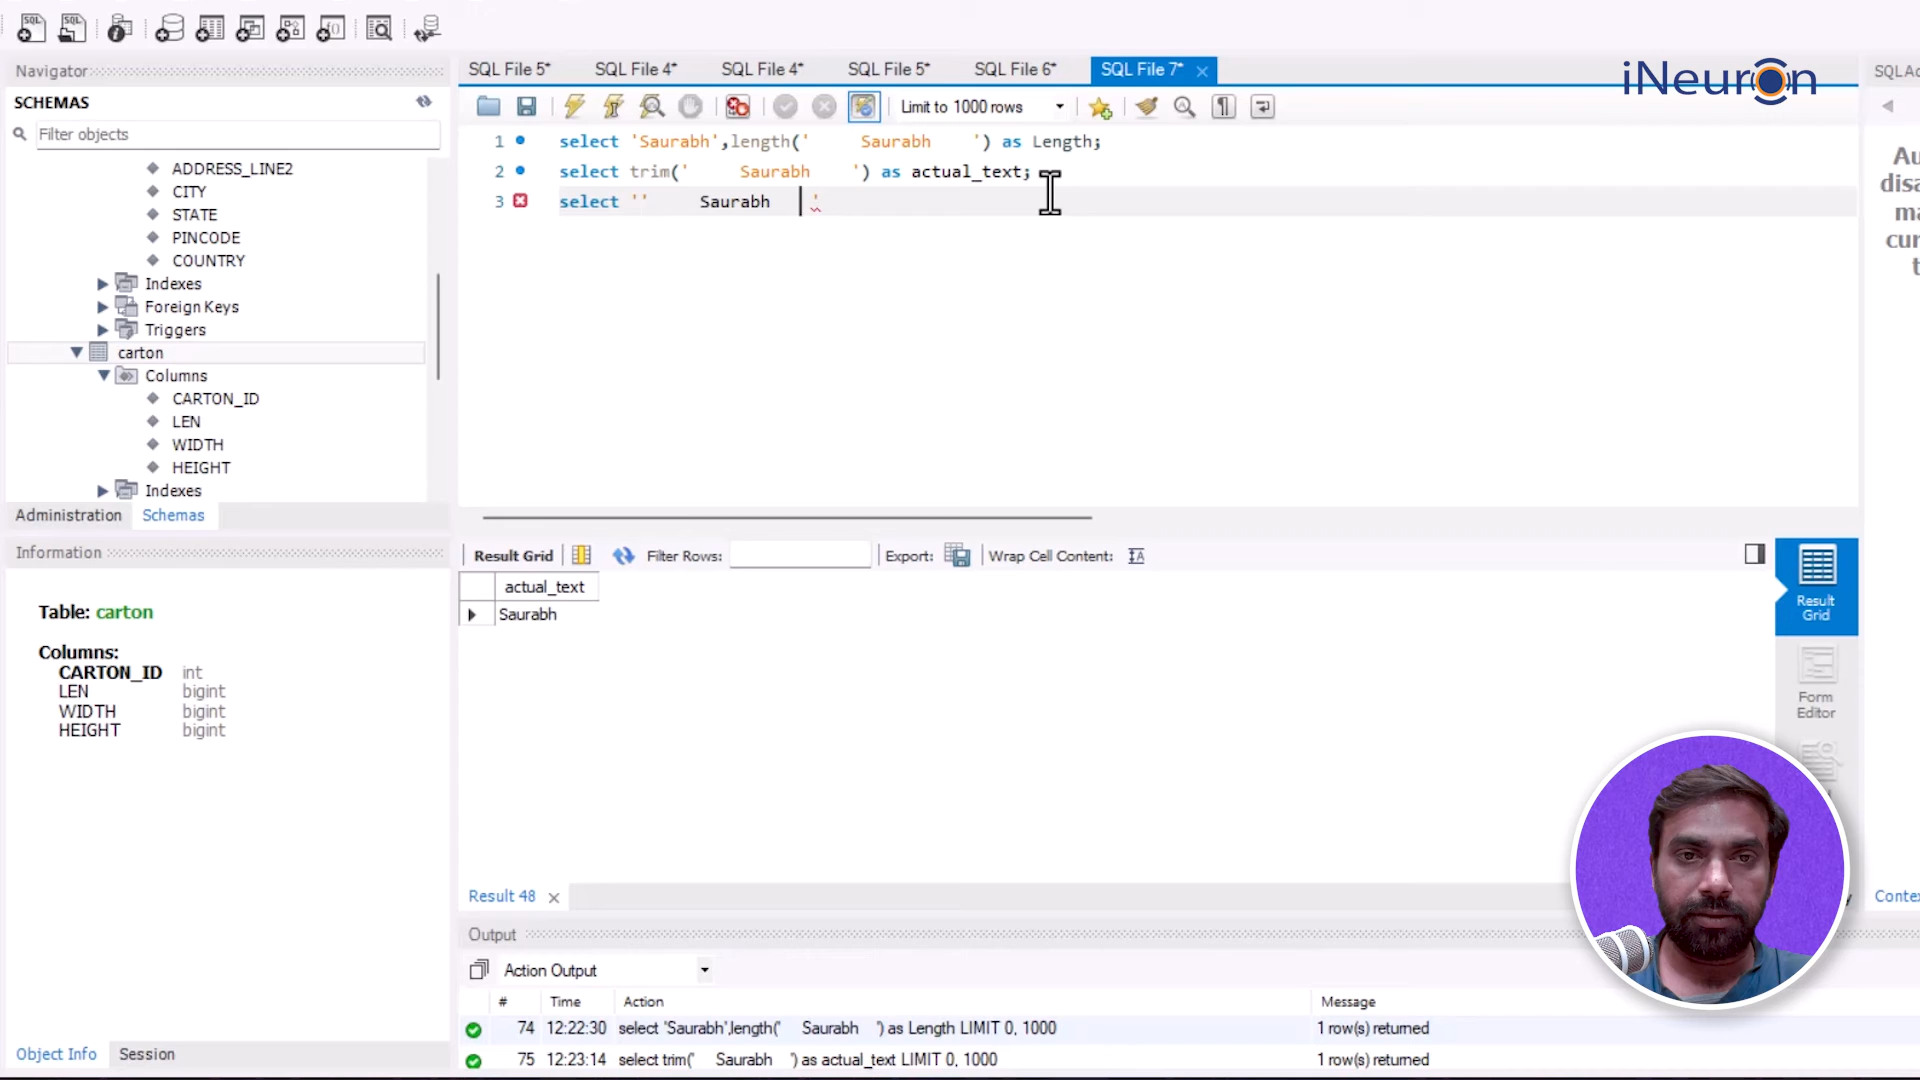 SQL File 5* SQL File 4* SQL File 4* SQL File 5* SQL File 6* SQL File 7*
iNeuron
Navigator
SCHEMAS
Filter objects
ADDRESS_LINE2
CITY
STATE
PINCODE
COUNTRY
Indexes
Foreign Keys
Triggers
carton
Columns
CARTON_ID
LEN
WIDTH
HEIGHT
Indexes
Administration Schemas
Information
Table: carton
Columns:
CARTON_ID int
LEN bigint
WIDTH bigint
HEIGHT bigint
Object Info Session
Limit to 1000 rows
1 select 'Saurabh',length('     Saurabh    ') as Length;
2 select trim('     Saurabh    ') as actual_text;
3 select ''     Saurabh    '
Result Grid Filter Rows: Export: Wrap Cell Content:
actual_text
Saurabh
Result Grid
Form Editor
Result 48
Output
Action Output
# Time Action Message
74 12:22:30 select 'Saurabh',length('     Saurabh    ') as Length LIMIT 0, 1000 1 row(s) returned
75 12:23:14 select trim('     Saurabh    ') as actual_text LIMIT 0, 1000 1 row(s) returned